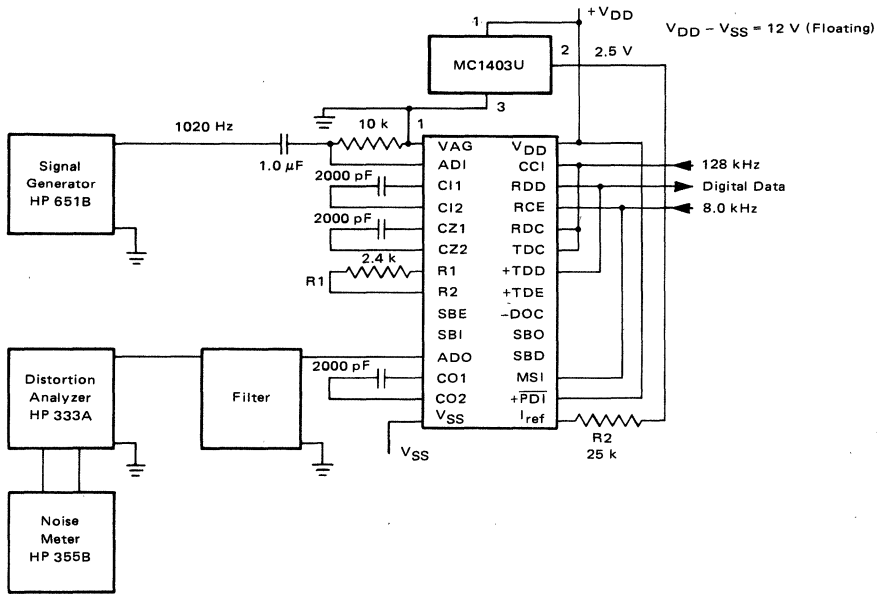 +VDD
VDD – VSS = 12 V (Floating)
1
2
2.5 V
MC1403U
3
1020 Hz
10 k
1
1.0 µF
Signal
Generator
HP 651B
2000 pF
2000 pF
2.4 k
R1
VAG
ADI
CI1
CI2
CZ1
CZ2
R1
R2
SBE
SBI
ADO
CO1
CO2
VSS
VDD
CCI
RDD
RCE
RDC
TDC
+TDD
+TDE
–DOC
SBO
SBD
MSI
+PDI
Iref
128 kHz
Digital Data
8.0 kHz
2000 pF
Distortion
Analyzer
HP 333A
Filter
VSS
R2
25 k
Noise
Meter
HP 355B